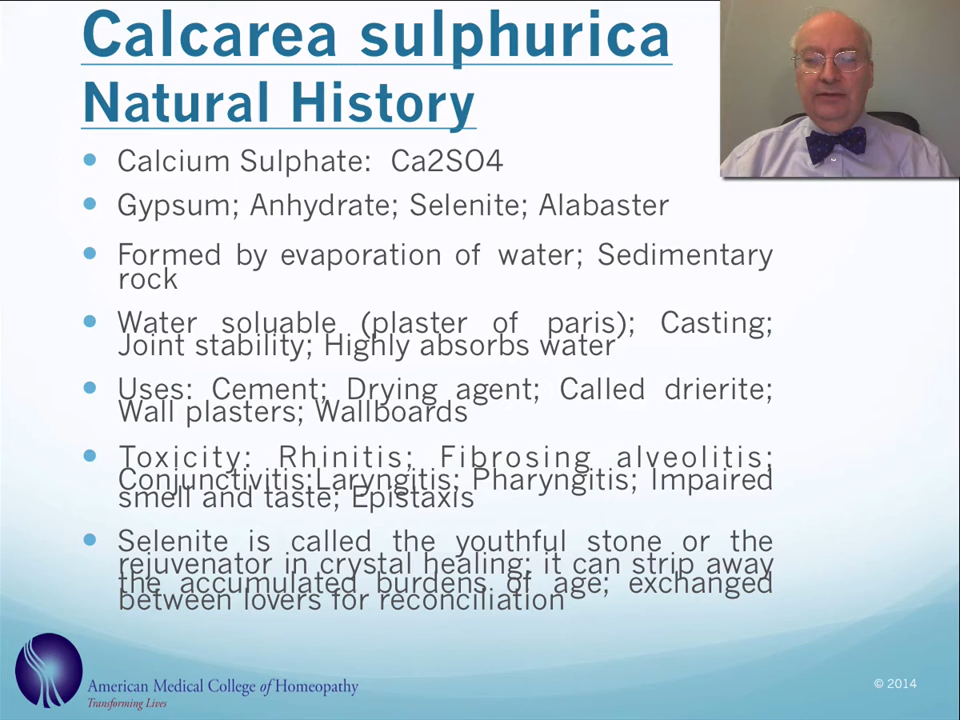 Calcarea sulphurica
Natural History
Calcium Sulphate: Ca2SO4
Gypsum; Anhydrate; Selenite; Alabaster
Formed by evaporation of water; Sedimentary
rock
Water soluable (plaster of paris); Casting;
Joint stability; Highly absorbs water
Uses: Cement; Drying agent; Called drierite;
Wall plasters; Wallboards
Toxicity: Rhinitis; Fibrosing alveolitis;
Conjunctivitis;Laryngitis; Pharyngitis; Impaired
smell and taste; Epistaxis
Selenite is called the youthful stone or the
rejuvenator in crystal healing; it can strip away
the accumulated burdens of age; exchanged
between lovers for reconciliation
American Medical College of Homeopathy
Transforming Lives
© 2014